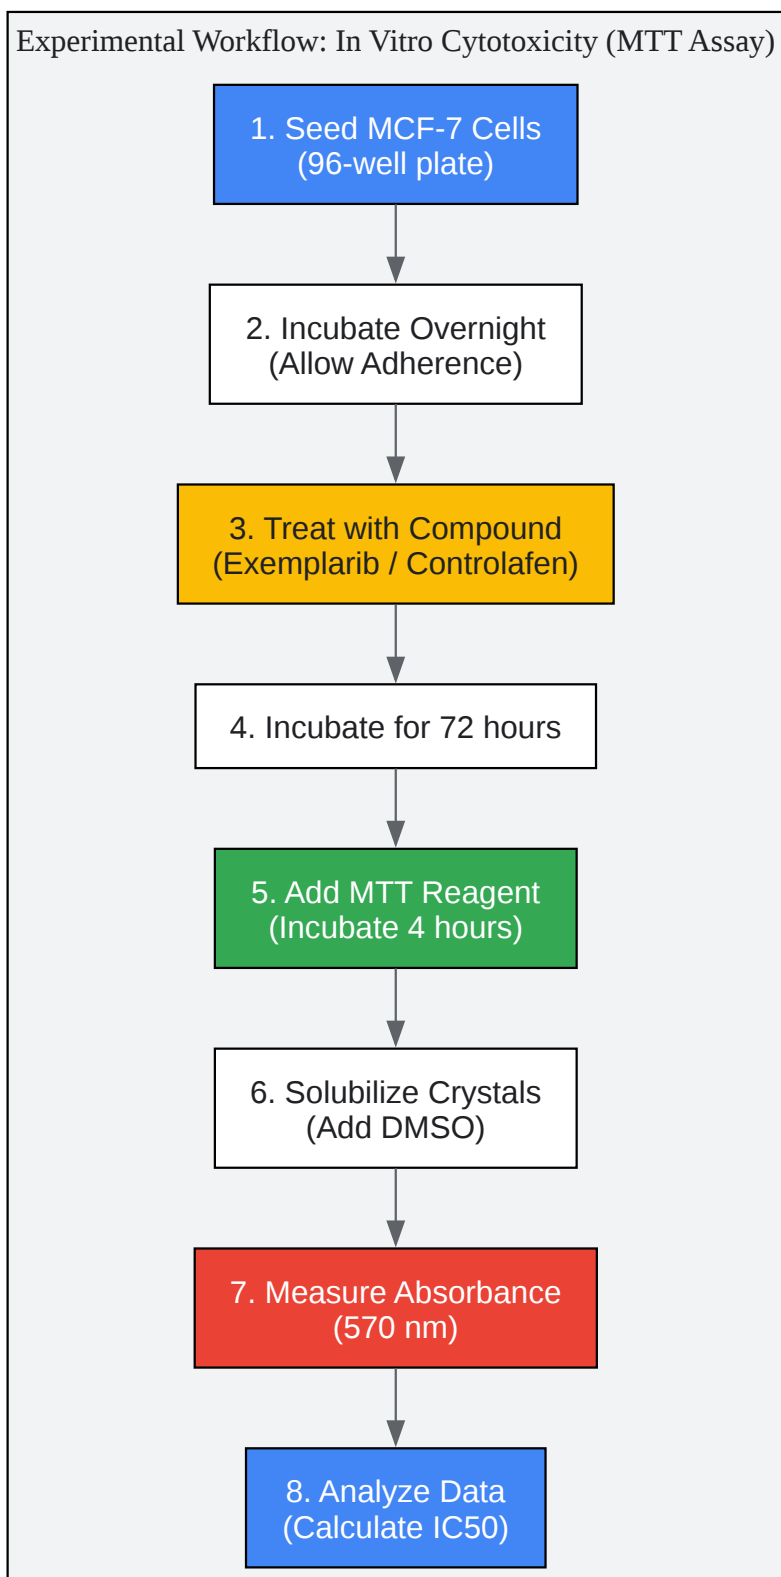 Experimental Workflow: In Vitro Cytotoxicity (MTT Assay)
1. Seed MCF-7 Cells
(96-well plate)
2. Incubate Overnight
(Allow Adherence)
3. Treat with Compound
(Exemplarib / Controlafen)
4. Incubate for 72 hours
5. Add MTT Reagent
(Incubate 4 hours)
6. Solubilize Crystals
(Add DMSO)
7. Measure Absorbance
(570 nm)
8. Analyze Data
(Calculate IC50)